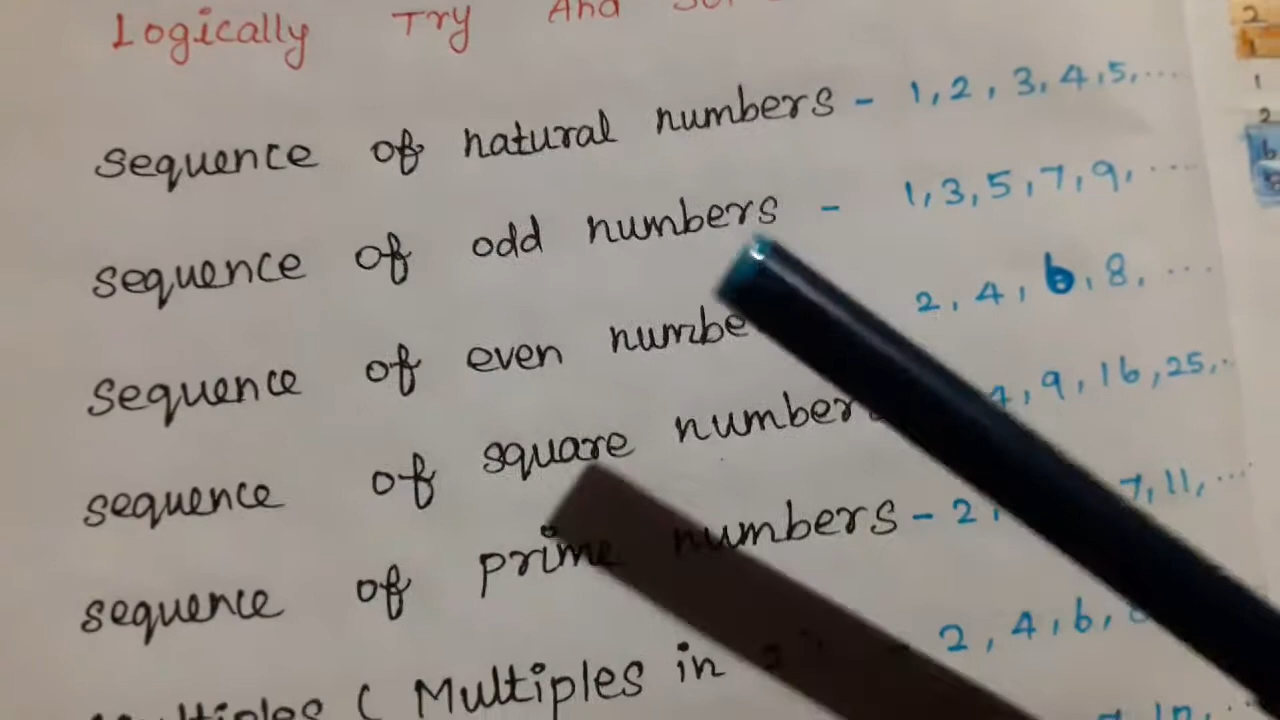 Logically Try And
sequence of natural numbers - 1, 2, 3, 4, 5, ...
sequence of odd numbers - 1, 3, 5, 7, 9, ....
sequence of even 2, 4, 6, 8, ...
sequence of square 9, 16, 25, ..
sequence of prime numbers - 2, 7, 11, ...
( Multiples in 2, 4, 6,